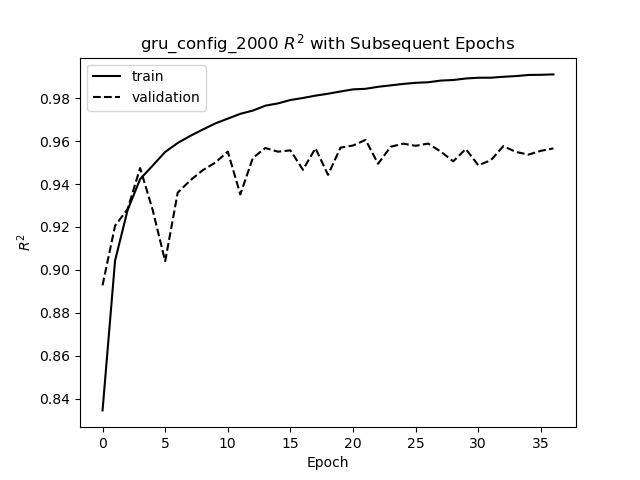 gru_config_2000 R² with Subsequent Epochs
train
validation
0.98
0.96
0.94
0.92
0.90
0.88
0.86
0.84
R²
0 5 10 15 20 25 30 35
Epoch